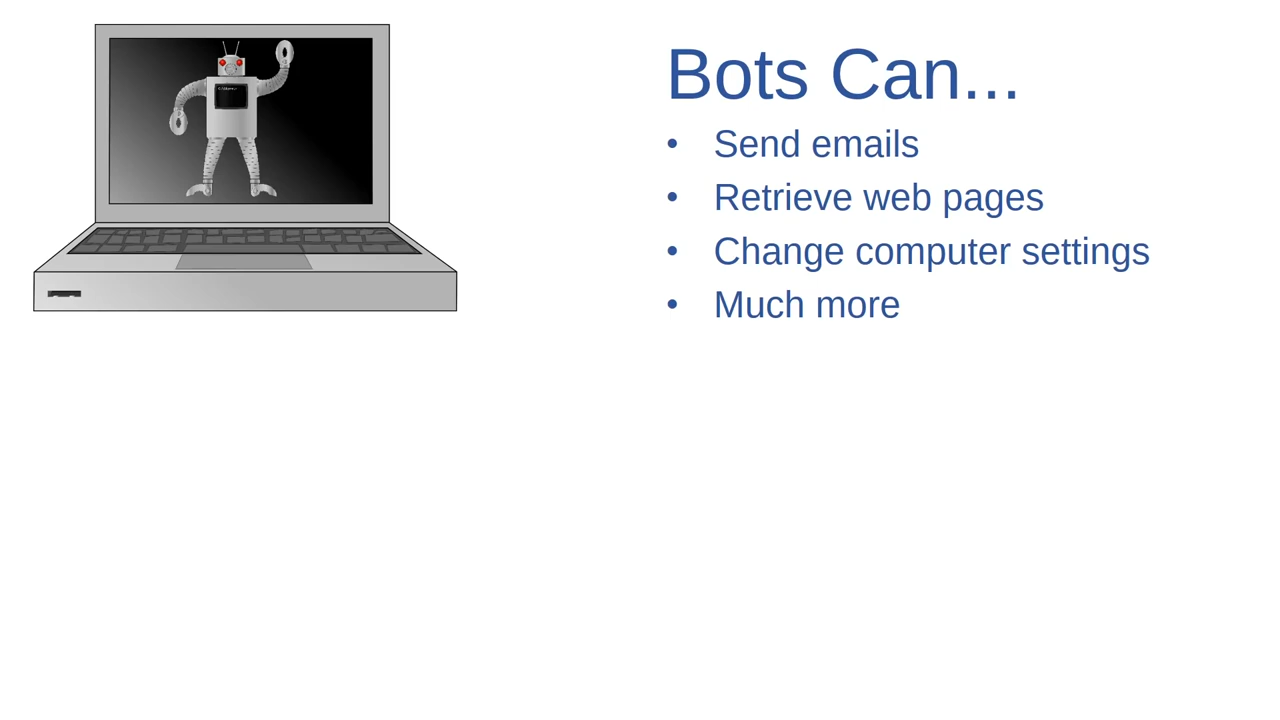 Bots Can...
• Send emails
• Retrieve web pages
• Change computer settings
• Much more